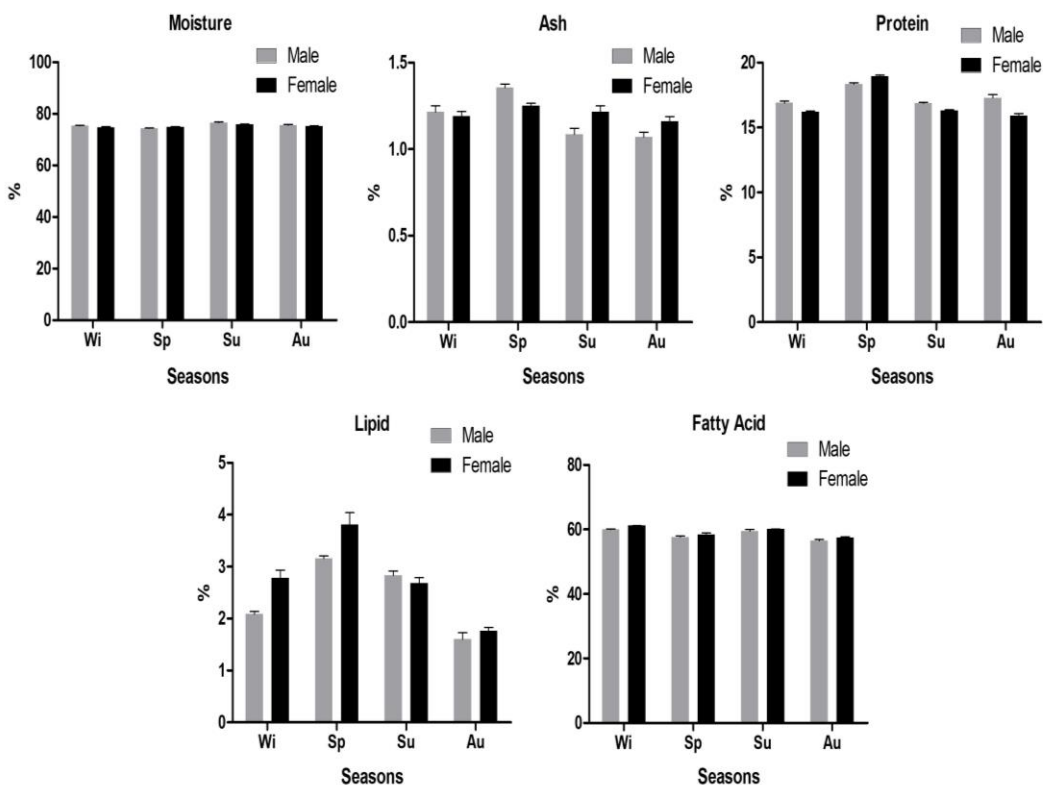 Moisture
Male
Female
100
80
60
40
20
0
%
Wi Sp Su Au
Seasons
Ash
Male
Female
1.5
1.0
0.5
0.0
%
Wi Sp Su Au
Seasons
Protein
Male
Female
20
15
10
5
0
%
Wi Sp Su Au
Seasons
Lipid
Male
Female
5
4
3
2
1
0
%
Wi Sp Su Au
Seasons
Fatty Acid
Male
Female
80
60
40
20
0
%
Wi Sp Su Au
Seasons